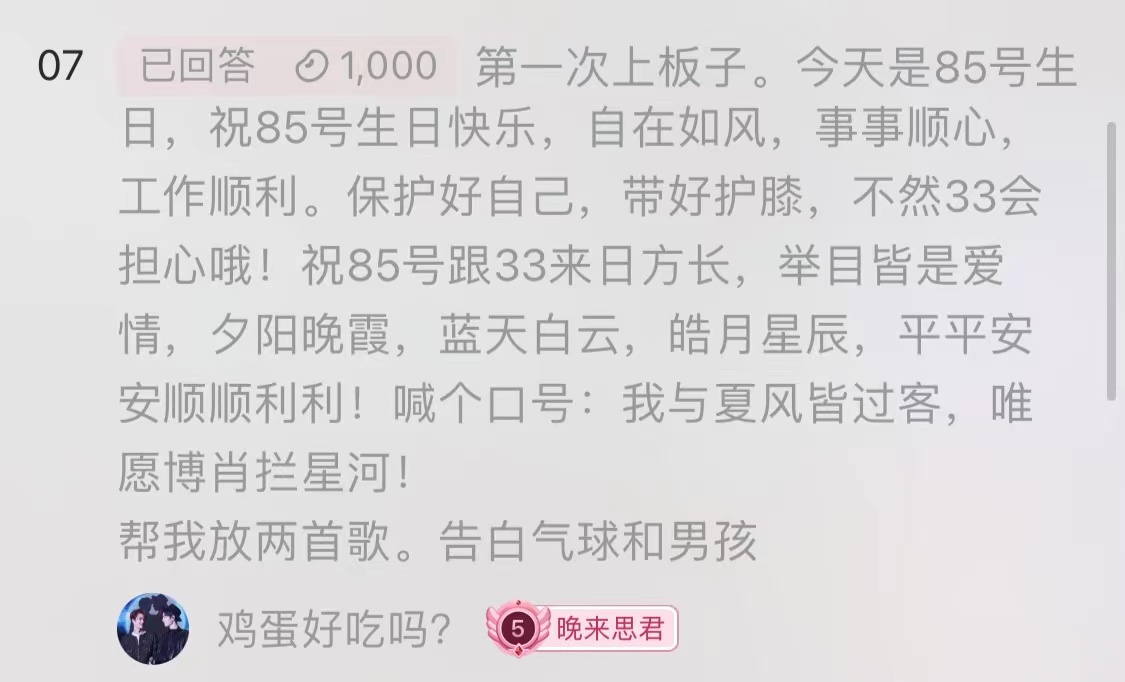 07 已回答 1,000 第一次上板子。今天是85号生
日，祝85号生日快乐，自在如风，事事顺心，
工作顺利。保护好自己，带好护膝，不然33会
担心哦！祝85号跟33来日方长，举目皆是爱
情，夕阳晚霞，蓝天白云，皓月星辰，平平安
安顺顺利利！喊个口号：我与夏风皆过客，唯
愿博肖拦星河！
帮我放两首歌。告白气球和男孩
鸡蛋好吃吗？ 5 晚来思君